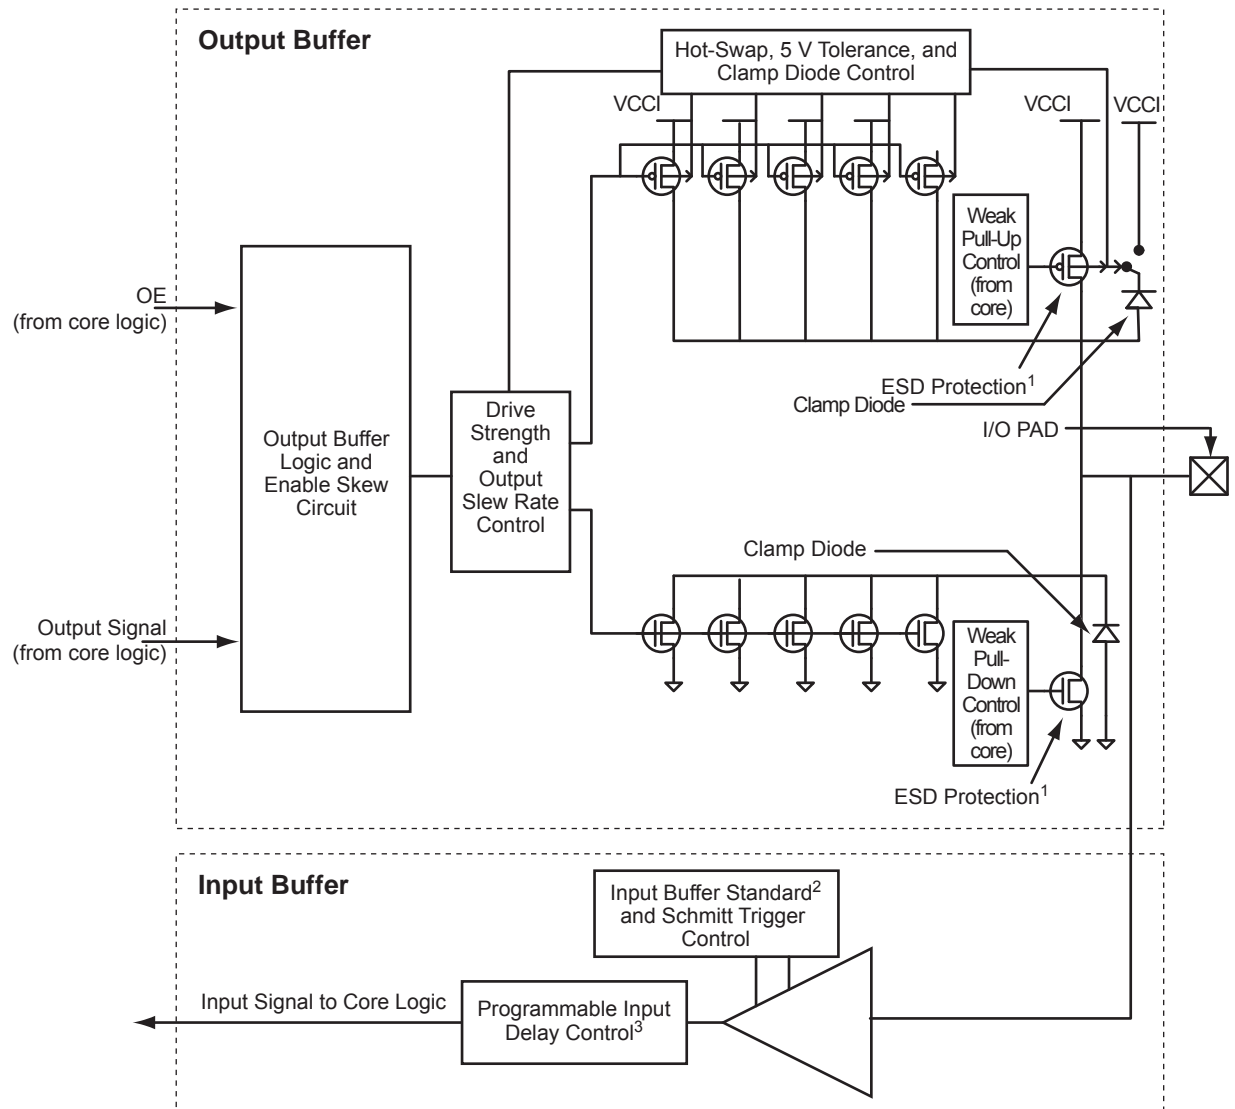 Output Buffer
Hot-Swap, 5 V Tolerance, and
Clamp Diode Control
VCCI
VCCI
VCCI
Weak
Pull-Up
Control
(from
core)
OE
(from core logic)
ESD Protection1
Clamp Diode
I/O PAD
Drive
Strength
and
Output
Slew Rate
Control
Output Buffer
Logic and
Enable Skew
Circuit
Clamp Diode
Output Signal
(from core logic)
Weak
Pull-
Down
Control
(from
core)
ESD Protection1
Input Buffer
Input Buffer Standard2
and Schmitt Trigger
Control
Input Signal to Core Logic
Programmable Input
Delay Control3